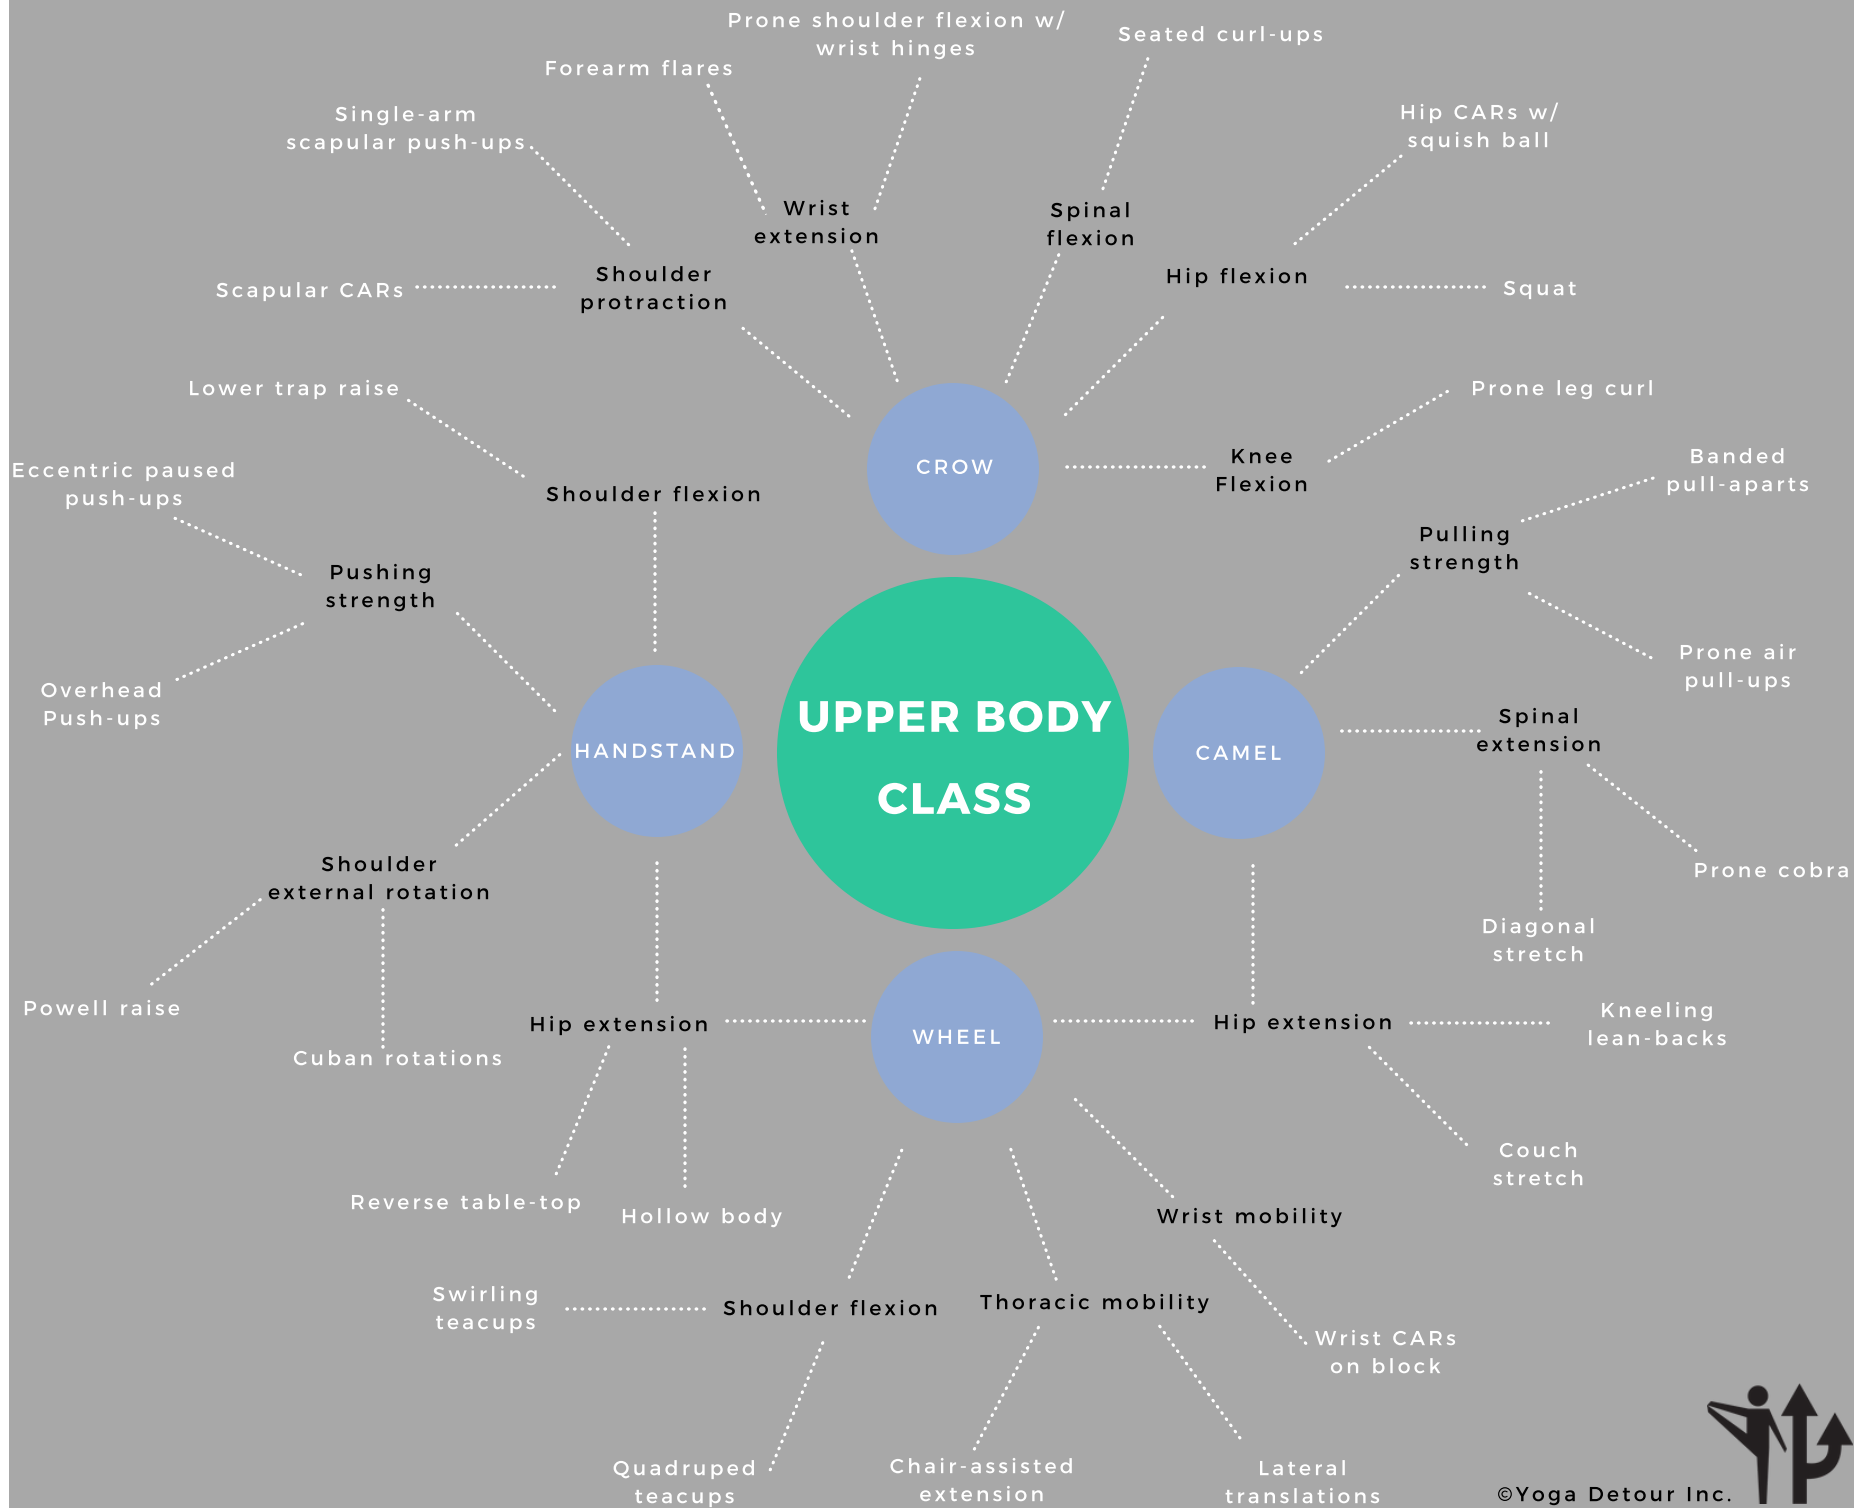 Prone shoulder flexion w/
wrist hinges
Seated curl-ups
Forearm flares
Single-arm
scapular push-ups
Hip CARs w/
squish ball
Wrist
extension
Spinal
flexion
Shoulder
protraction
Hip flexion
Scapular CARs
Squat
Lower trap raise
Prone leg curl
Eccentric paused
push-ups
Shoulder flexion
CROW
Knee
Flexion
Banded
pull-aparts
Pushing
strength
Pulling
strength
Overhead
Push-ups
Prone air
pull-ups
HANDSTAND
UPPER BODY
CLASS
CAMEL
Spinal
extension
Shoulder
external rotation
Prone cobra
Diagonal
stretch
Powell raise
Cuban rotations
Hip extension
WHEEL
Hip extension
Kneeling
lean-backs
Reverse table-top
Hollow body
Couch
stretch
Wrist mobility
Swirling
teacups
Shoulder flexion
Thoracic mobility
Wrist CARs
on block
Quadruped
teacups
Chair-assisted
extension
Lateral
translations
©Yoga Detour Inc.